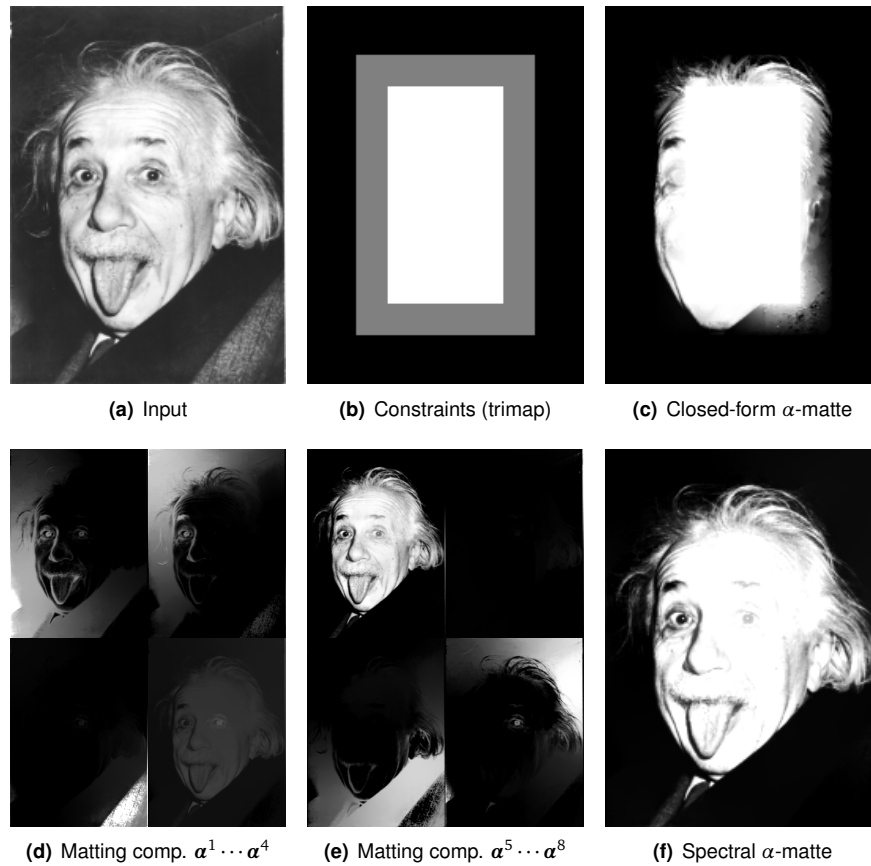 (a) Input
(b) Constraints (trimap)
(c) Closed-form α-matte
(d) Matting comp. α¹ ⋯ α⁴
(e) Matting comp. α⁵ ⋯ α⁸
(f) Spectral α-matte